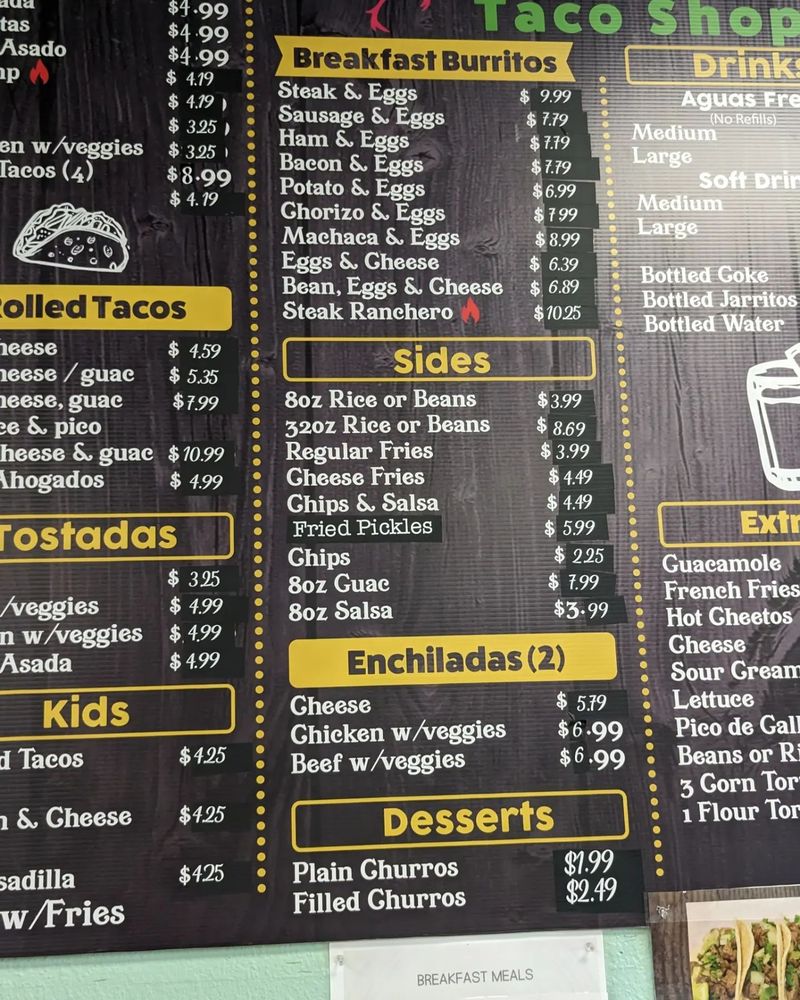 Taco Shop
$4.99
tas $4.99
Asado $4.99
$ 4.19
$ 4.19
$ 3.25
en w/veggies $ 3.25
Tacos (4) $8.99
$ 4.19
Rolled Tacos
heese $ 4.59
heese / guac $ 5.35
heese, guac $7.99
ce & pico
heese & guac $10.99
Ahogados $ 4.99
Tostadas
$ 3.25
/veggies $ 4.99
n w/veggies $ 4.99
Asada $ 4.99
Kids
d Tacos $4.25
n & Cheese $4.25
sadilla $4.25
w/Fries
Breakfast Burritos
Steak & Eggs $ 9.99
Sausage & Eggs $ 7.79
Ham & Eggs $ 7.79
Bacon & Eggs $ 7.79
Potato & Eggs $ 6.99
Chorizo & Eggs $ 7.99
Machaca & Eggs $ 8.99
Eggs & Cheese $ 6.39
Bean, Eggs & Cheese $ 6.89
Steak Ranchero $10.25
Sides
8oz Rice or Beans $3.99
32oz Rice or Beans $ 8.69
Regular Fries $ 3.99
Cheese Fries $ 4.49
Chips & Salsa $ 4.49
Fried Pickles $ 5.99
Chips $ 2.25
8oz Guac $ 7.99
8oz Salsa $3.99
Enchiladas (2)
Cheese $ 5.79
Chicken w/veggies $6.99
Beef w/veggies $6.99
Desserts
Plain Churros $1.99
Filled Churros $2.49
Drinks
Aguas Fre
(No Refills)
Medium
Large
Soft Drin
Medium
Large
Bottled Coke
Bottled Jarritos
Bottled Water
Extr
Guacamole
French Fries
Hot Cheetos
Cheese
Sour Cream
Lettuce
Pico de Gall
Beans or Ri
3 Corn Tor
1 Flour Tor
BREAKFAST MEALS